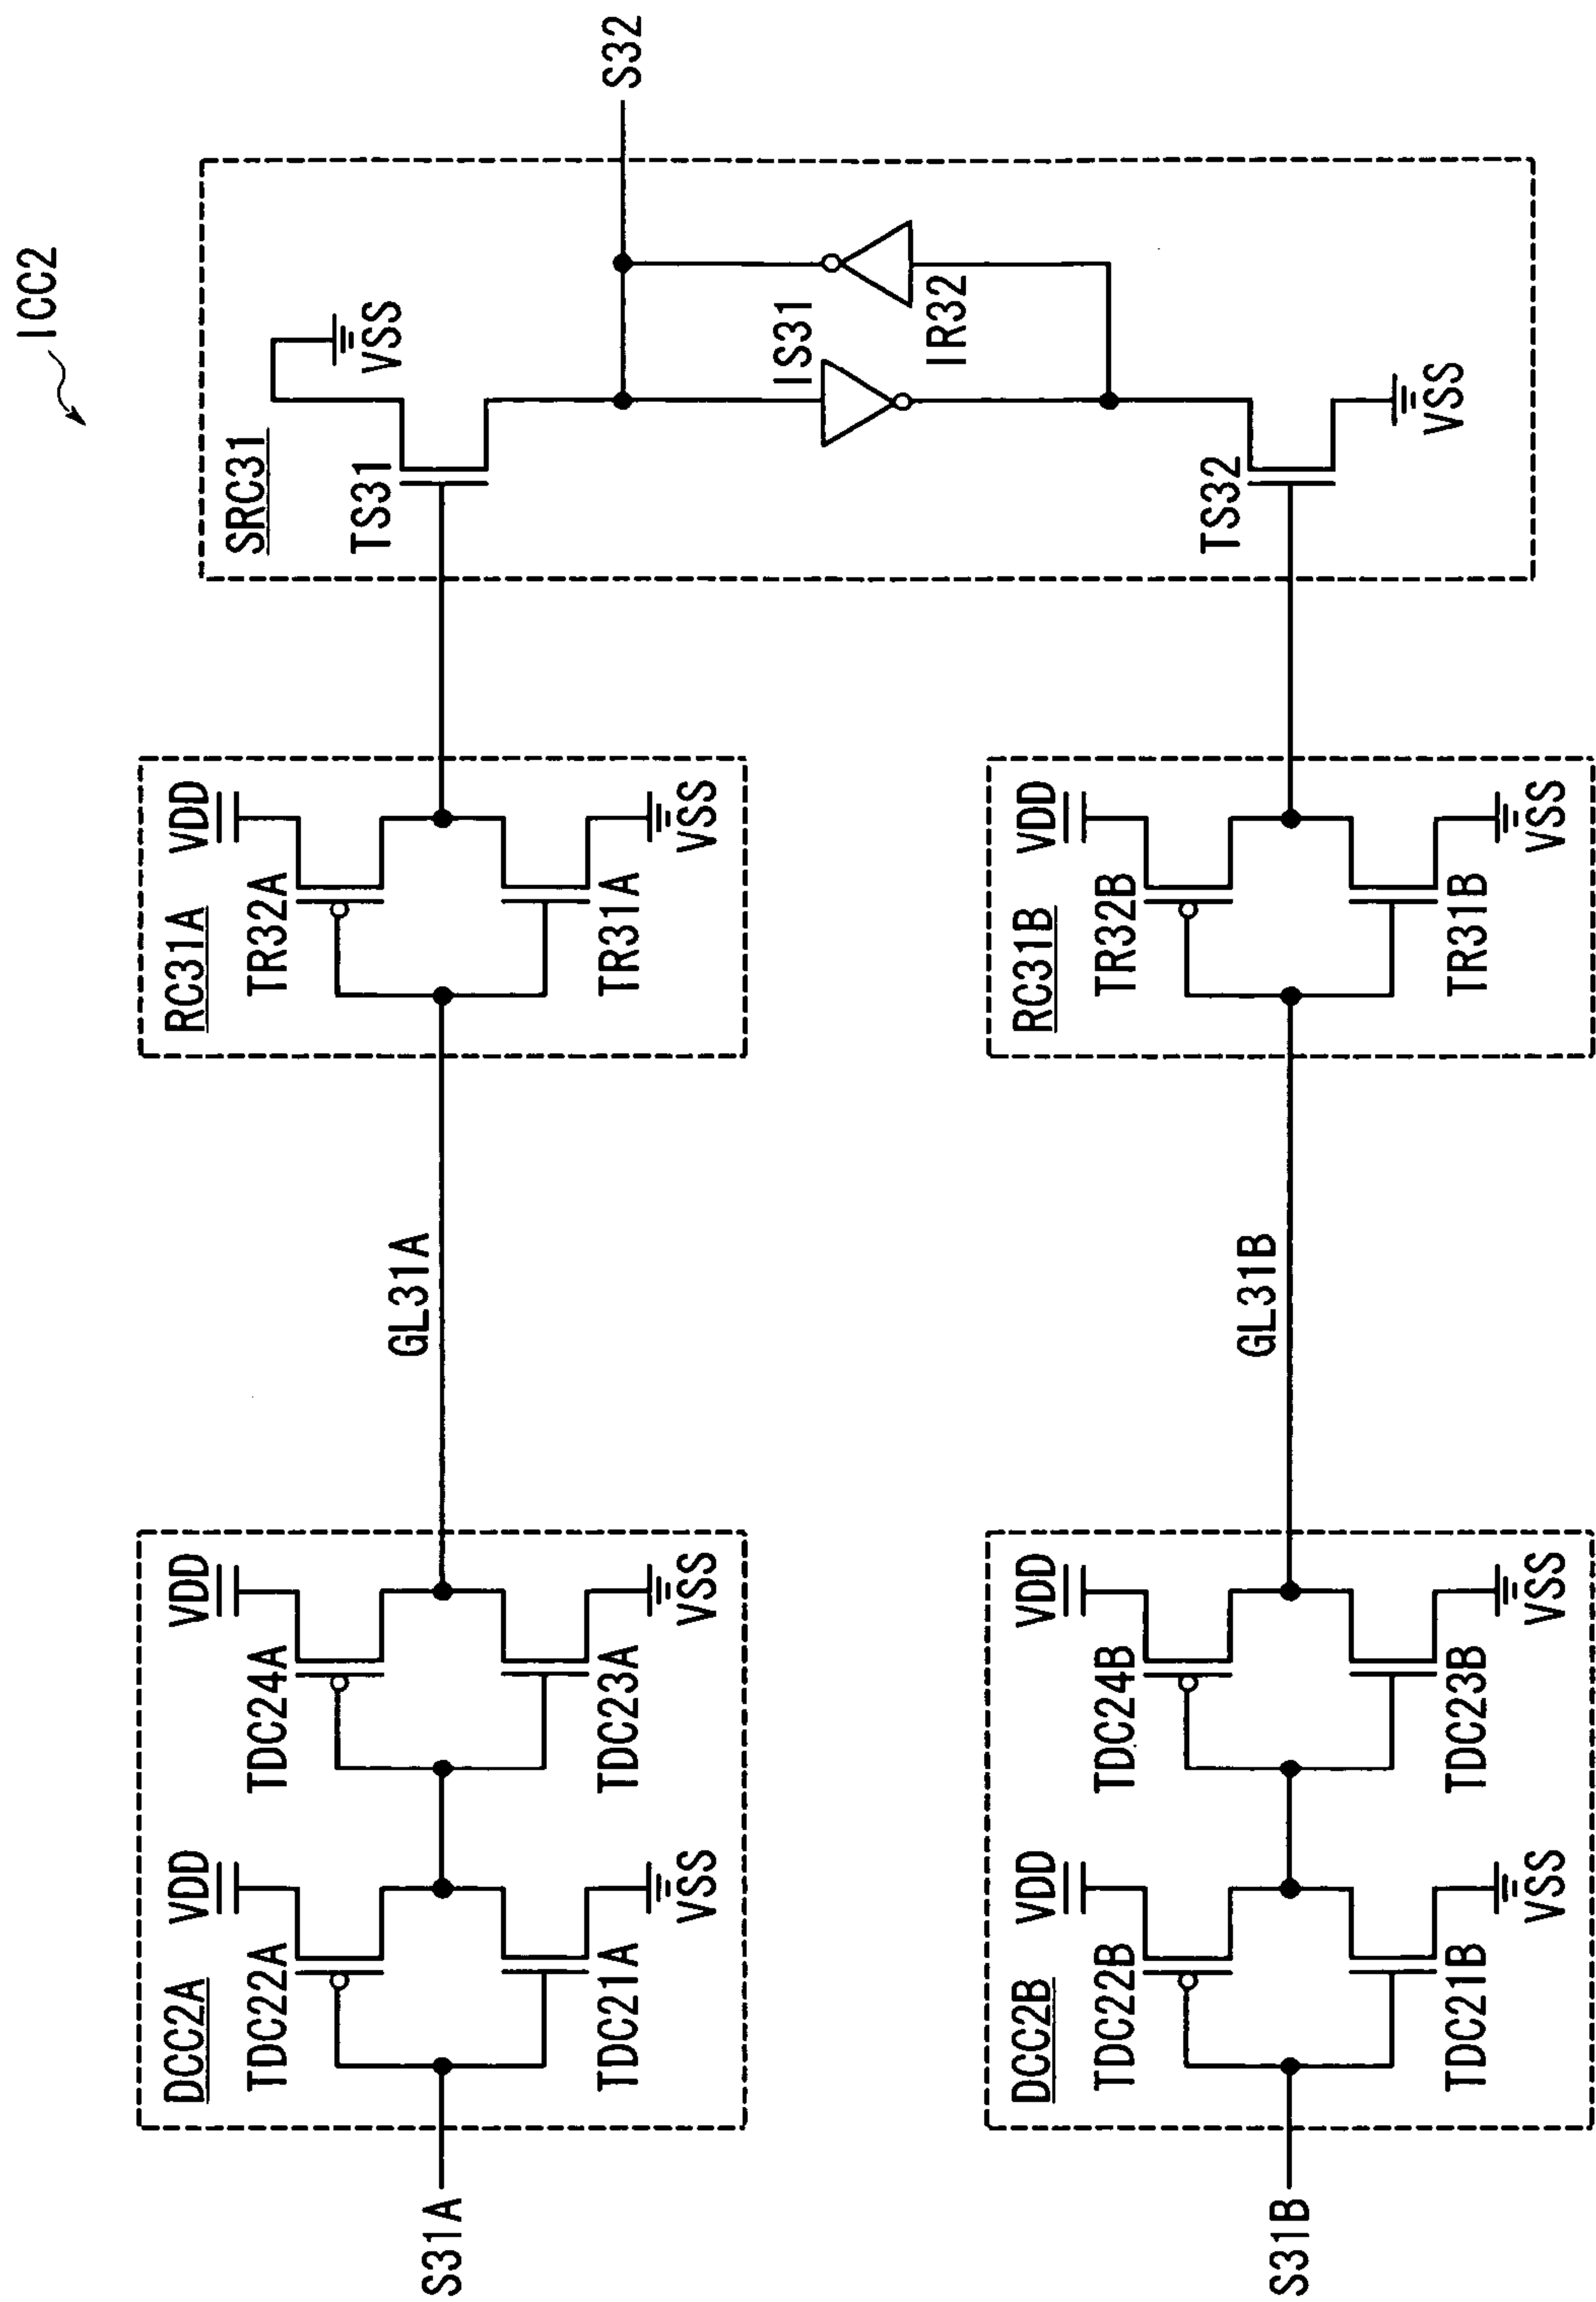 ICC2
S31A
DCC2A
TDC22A
VDD
TDC21A
VSS
TDC24A
VDD
TDC23A
VSS
GL31A
RC31A
TR32A
VDD
TR31A
VSS
SRC31
TS31
VSS
S32
IS31
IR32
TS32
VSS
S31B
DCC2B
TDC22B
VDD
TDC21B
VSS
TDC24B
VDD
TDC23B
VSS
GL31B
RC31B
TR32B
VDD
TR31B
VSS